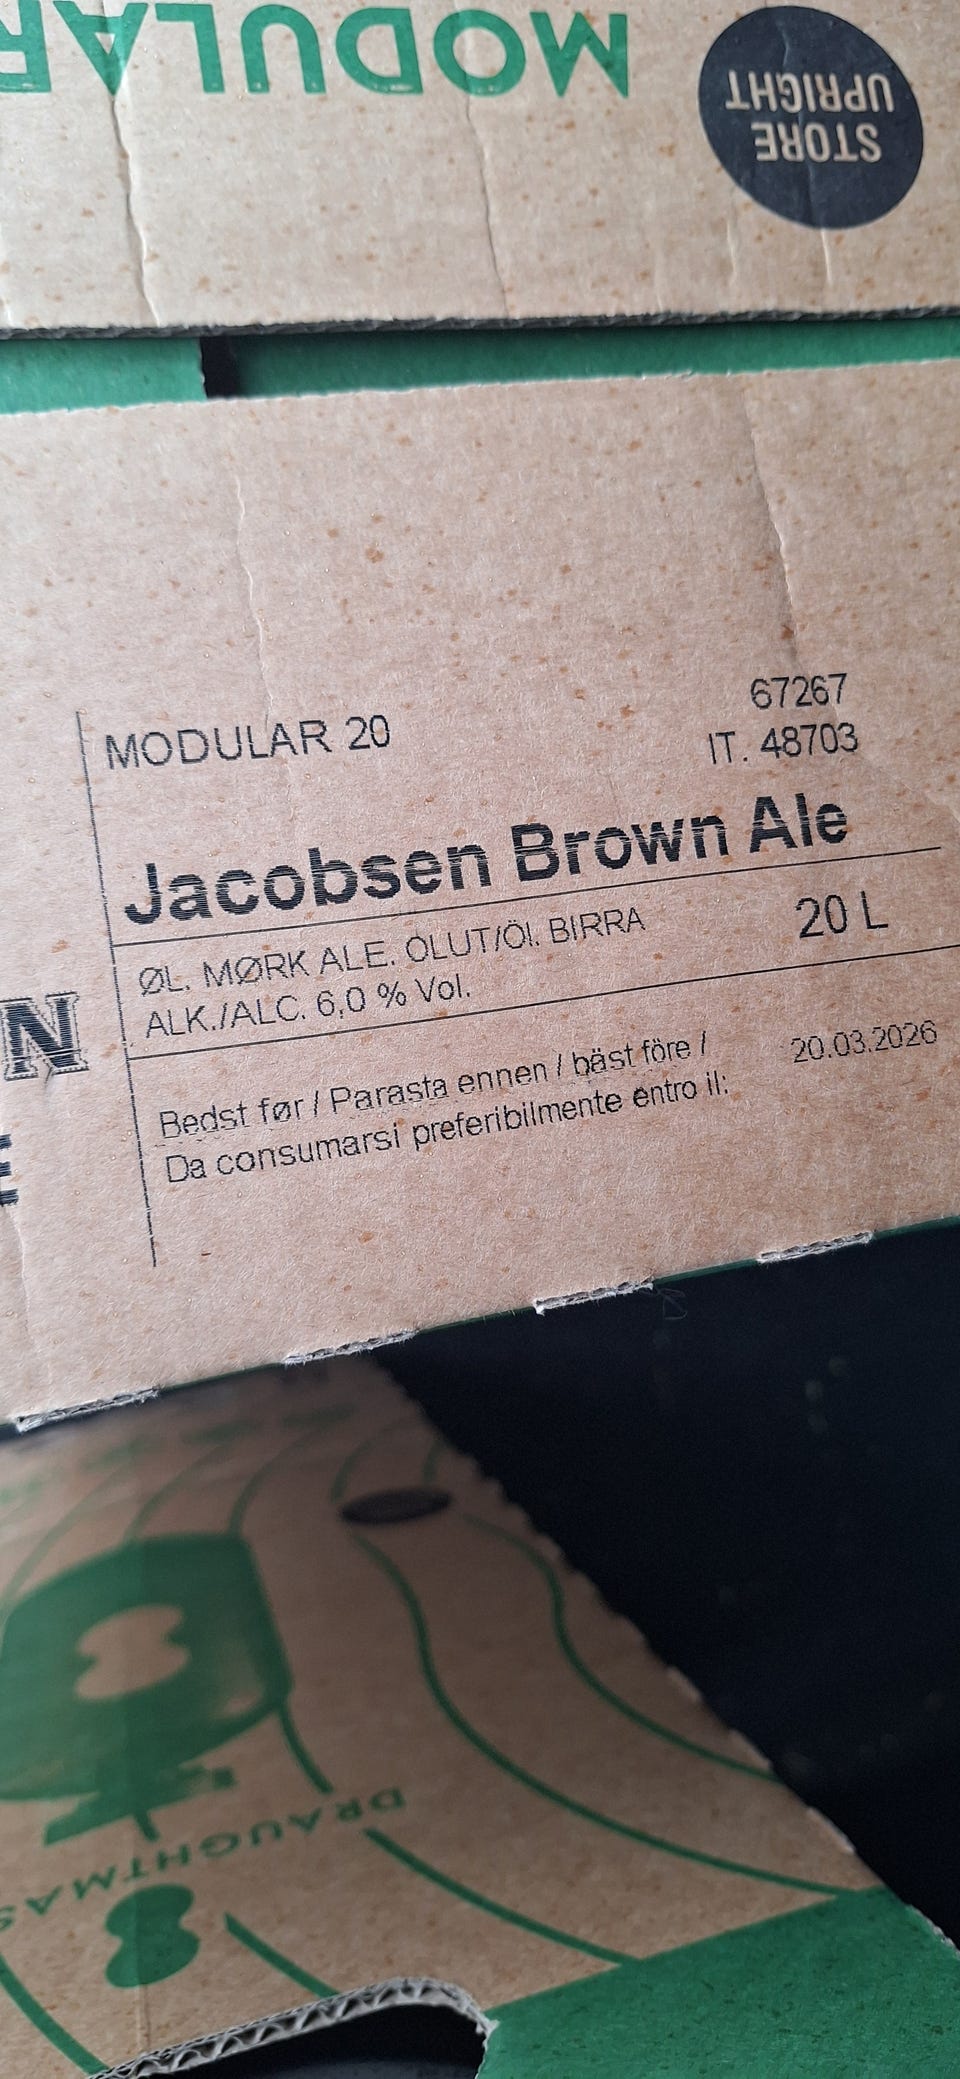 MODULAR
STORE
UPRIGHT
MODULAR 20
67267
IT. 48703
Jacobsen Brown Ale
ØL. MØRK ALE. OLUT/Öl. BIRRA
20 L
ALK./ALC. 6,0 % Vol.
Bedst før / Parasta ennen / bäst före /
20.03.2026
Da consumarsi preferibilmente entro il:
N
E
DRAUGHTMAS